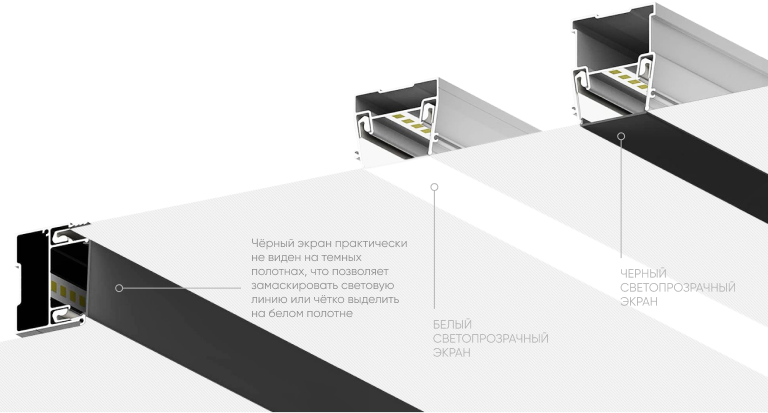 Чёрный экран практически
не виден на темных
полотнах, что позволяет
замаскировать световую
линию или чётко выделить
на белом полотне
БЕЛЫЙ
СВЕТОПРОЗРАЧНЫЙ
ЭКРАН
ЧЕРНЫЙ
СВЕТОПРОЗРАЧНЫЙ
ЭКРАН